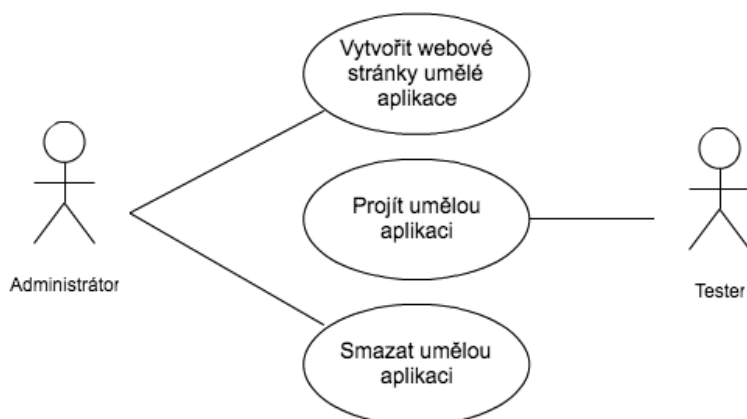 Vytvořit webové
stránky umělé
aplikace
Projít umělou
aplikaci
Administrátor
Tester
Smazat umělou
aplikaci